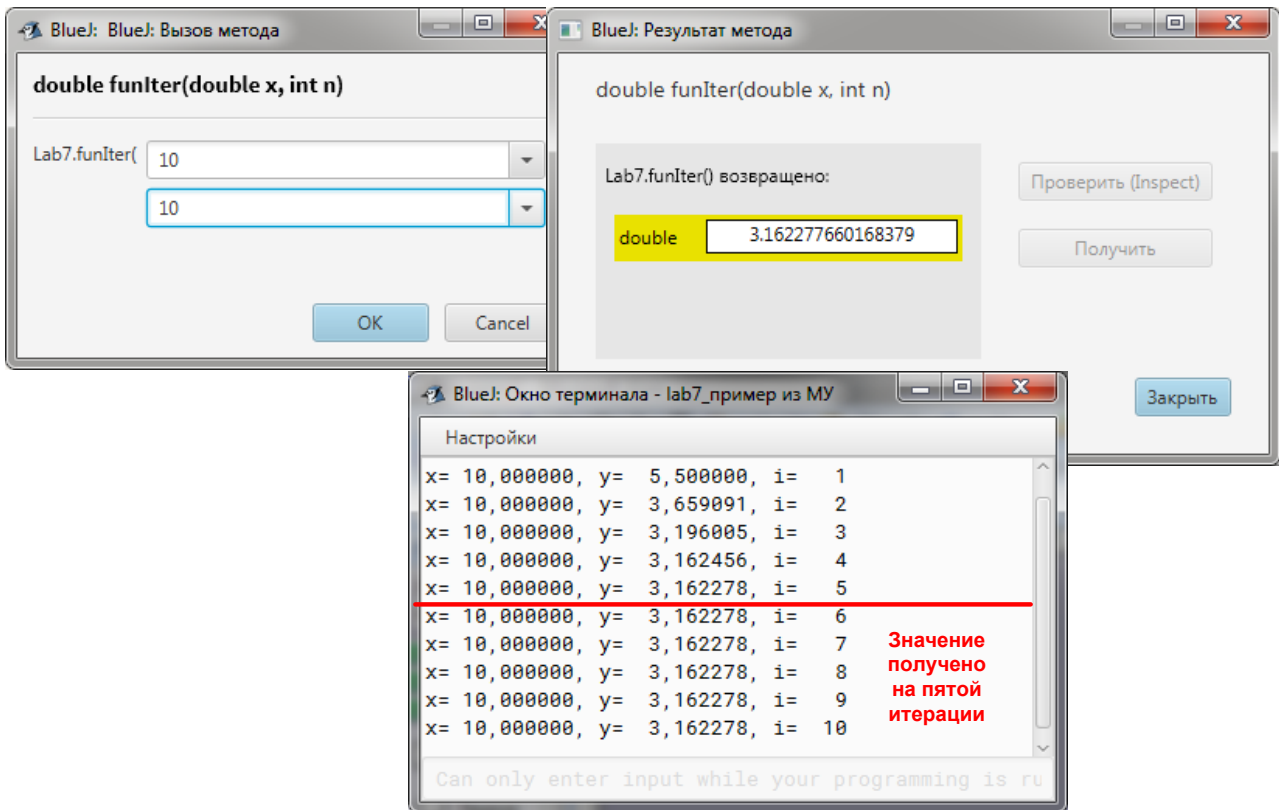 BlueJ: BlueJ: Вызов метода
double funIter(double x, int n)
Lab7.funIter(
10
10
OK
Cancel
BlueJ: Результат метода
double funIter(double x, int n)
Lab7.funIter() возвращено:
double
3.162277660168379
Проверить (Inspect)
Получить
Закрыть
BlueJ: Окно терминала - lab7_пример из МУ
Настройки
x= 10,000000, y=  5,500000, i=   1
x= 10,000000, y=  3,659091, i=   2
x= 10,000000, y=  3,196005, i=   3
x= 10,000000, y=  3,162456, i=   4
x= 10,000000, y=  3,162278, i=   5
x= 10,000000, y=  3,162278, i=   6
x= 10,000000, y=  3,162278, i=   7
x= 10,000000, y=  3,162278, i=   8
x= 10,000000, y=  3,162278, i=   9
x= 10,000000, y=  3,162278, i=  10
Значение
получено
на пятой
итерации
Can only enter input while your programming is ru